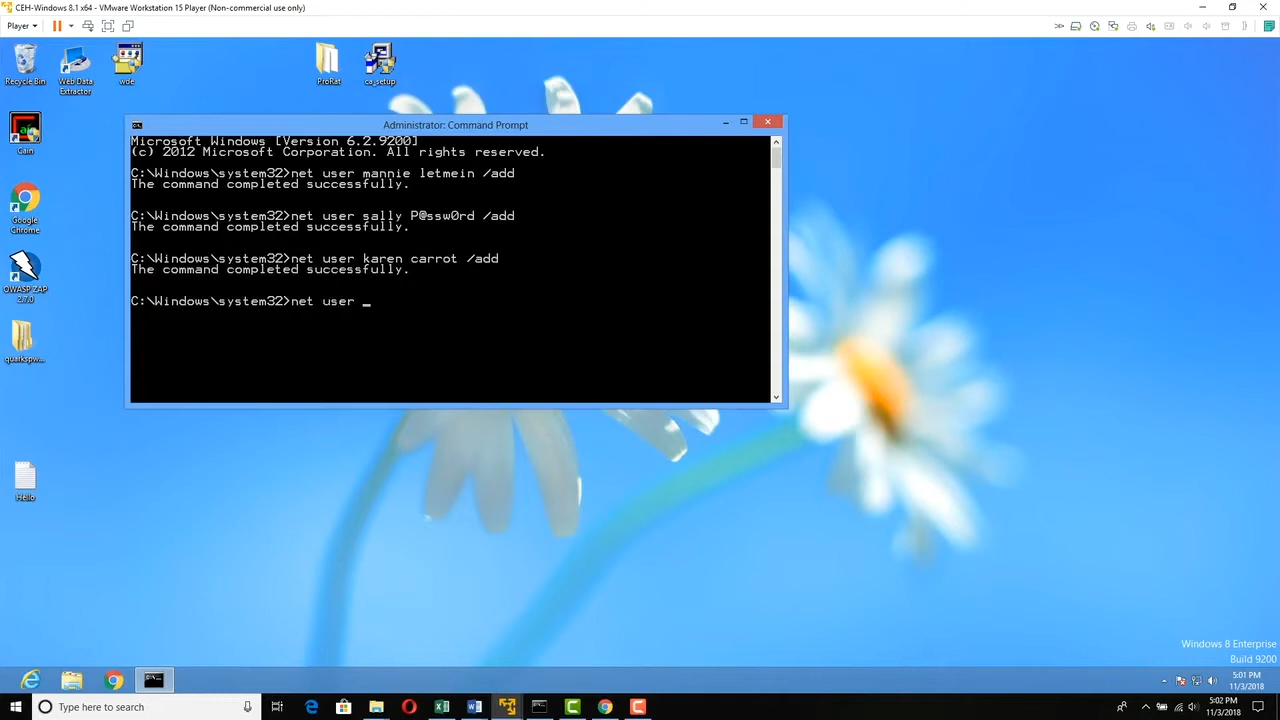 CEH-Windows 8.1 x64 - VMware Workstation 15 Player (Non-commercial use only)
Player
Recycle Bin
Web Data
Extractor
wde
ProRat
ca_setup
Cain
Google
Chrome
OWASP ZAP
2.7.0
quarkspw...
Hello
Administrator: Command Prompt
Microsoft Windows [Version 6.2.9200]
(c) 2012 Microsoft Corporation. All rights reserved.
C:\Windows\system32>net user mannie letmein /add
The command completed successfully.
C:\Windows\system32>net user sally P@ssw0rd /add
The command completed successfully.
C:\Windows\system32>net user karen carrot /add
The command completed successfully.
C:\Windows\system32>net user _
Windows 8 Enterprise
Build 9200
5:01 PM
11/3/2018
Type here to search
5:02 PM
11/3/2018